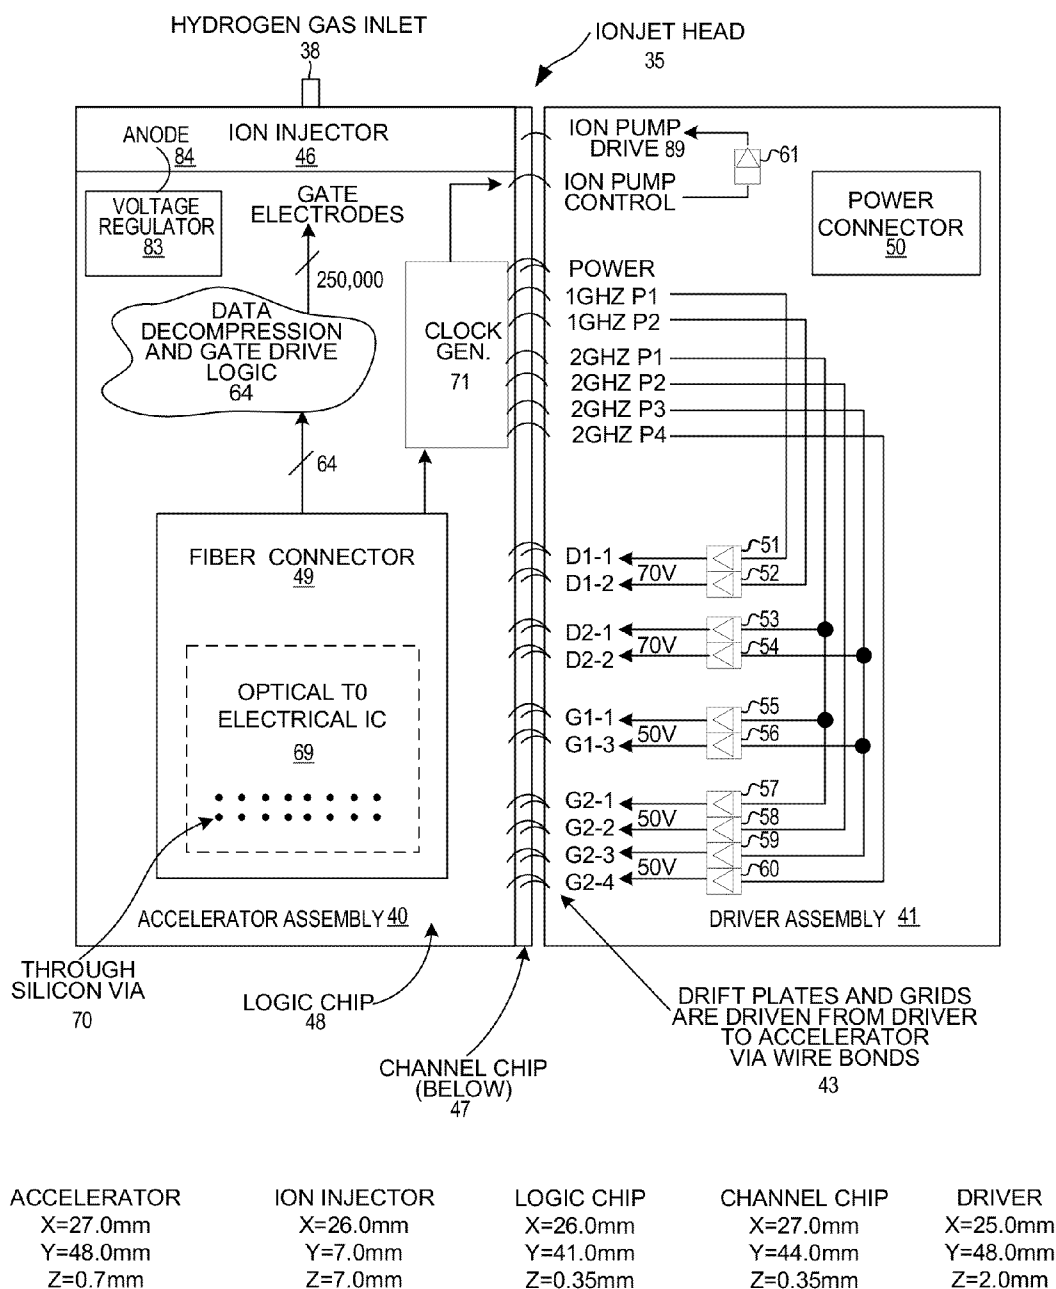 HYDROGEN GAS INLET
38
IONJET HEAD
35
ANODE
84
ION INJECTOR
46
VOLTAGE
REGULATOR
83
GATE
ELECTRODES
250,000
DATA
DECOMPRESSION
AND GATE DRIVE
LOGIC
64
CLOCK
GEN.
71
64
FIBER CONNECTOR
49
OPTICAL T0
ELECTRICAL IC
69
ACCELERATOR ASSEMBLY 40
ION PUMP
DRIVE 89
61
ION PUMP
CONTROL
POWER
CONNECTOR
50
POWER
1GHZ P1
1GHZ P2
2GHZ P1
2GHZ P2
2GHZ P3
2GHZ P4
D1-1
51
70V
D1-2
52
D2-1
53
70V
D2-2
54
G1-1
55
50V
G1-3
56
G2-1
57
50V
G2-2
58
G2-3
59
50V
G2-4
60
DRIVER ASSEMBLY 41
THROUGH
SILICON VIA
70
LOGIC CHIP
48
CHANNEL CHIP
(BELOW)
47
DRIFT PLATES AND GRIDS
ARE DRIVEN FROM DRIVER
TO ACCELERATOR
VIA WIRE BONDS
43
ACCELERATOR
X=27.0mm
Y=48.0mm
Z=0.7mm
ION INJECTOR
X=26.0mm
Y=7.0mm
Z=7.0mm
LOGIC CHIP
X=26.0mm
Y=41.0mm
Z=0.35mm
CHANNEL CHIP
X=27.0mm
Y=44.0mm
Z=0.35mm
DRIVER
X=25.0mm
Y=48.0mm
Z=2.0mm